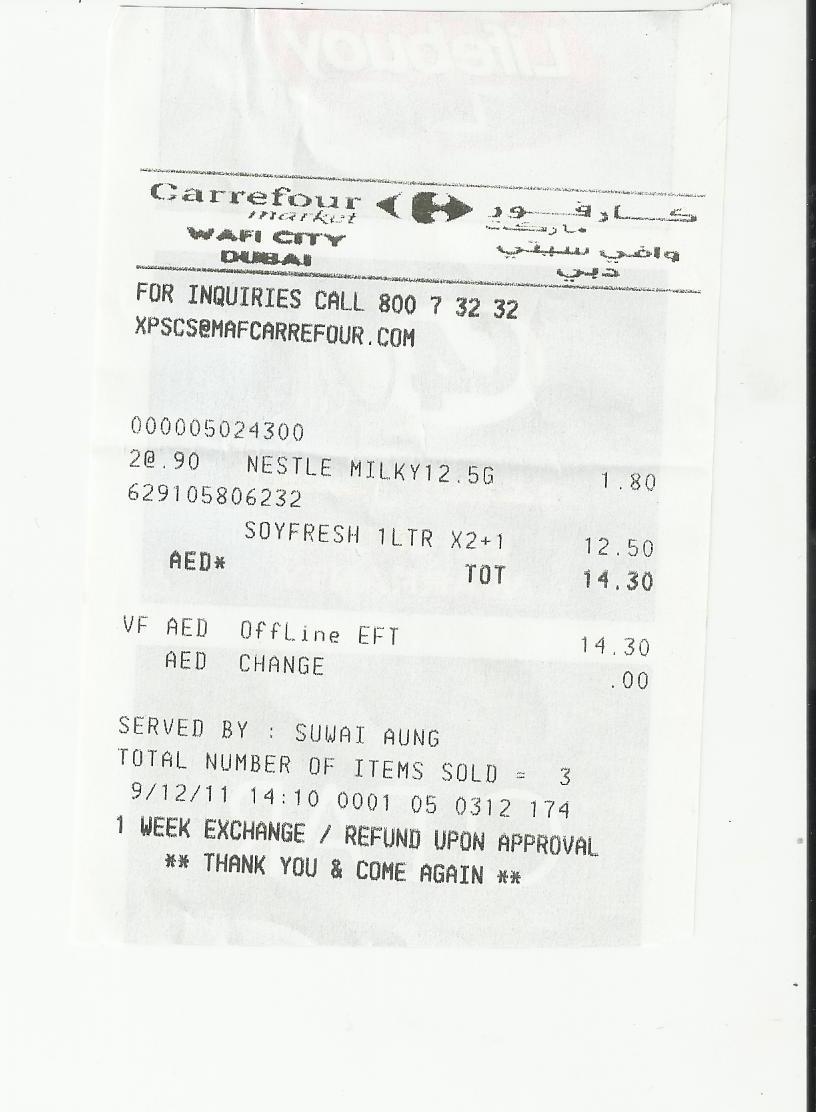 Lifebuoy
Carrefour كارفور
market ماركت
WAFI CITY وافي سيتي
DUBAI دبي
FOR INQUIRIES CALL 800 7 32 32
XPSCS@MAFCARREFOUR.COM
000005024300
2@.90 NESTLE MILKY12.5G 1.80
629105806232
SOYFRESH 1LTR X2+1 12.50
AED* TOT 14.30
VF AED OffLine EFT 14.30
AED CHANGE .00
SERVED BY : SUWAI AUNG
TOTAL NUMBER OF ITEMS SOLD = 3
9/12/11 14:10 0001 05 0312 174
1 WEEK EXCHANGE / REFUND UPON APPROVAL
** THANK YOU & COME AGAIN **